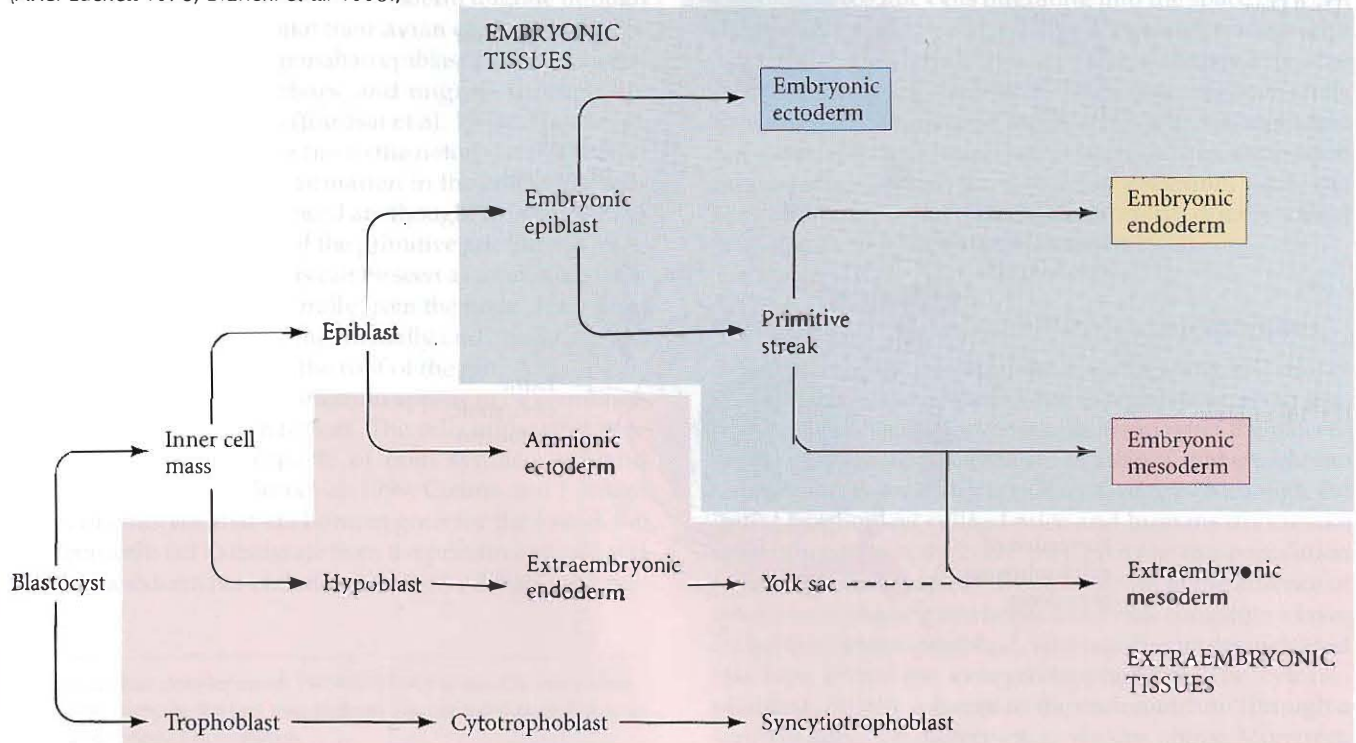 EMBRYONIC
TISSUES
Embryonic
ectoderm
Embryonic
epiblast
Embryonic
endoderm
Epiblast
Primitive
streak
Inner cell
mass
Amnionic
ectoderm
Embryonic
mesoderm
Blastocyst
Hypoblast
Extraembryonic
endoderm
Yolk sac
Extraembryonic
mesoderm
EXTRAEMBRYONIC
TISSUES
Trophoblast
Cytotrophoblast
Syncytiotrophoblast